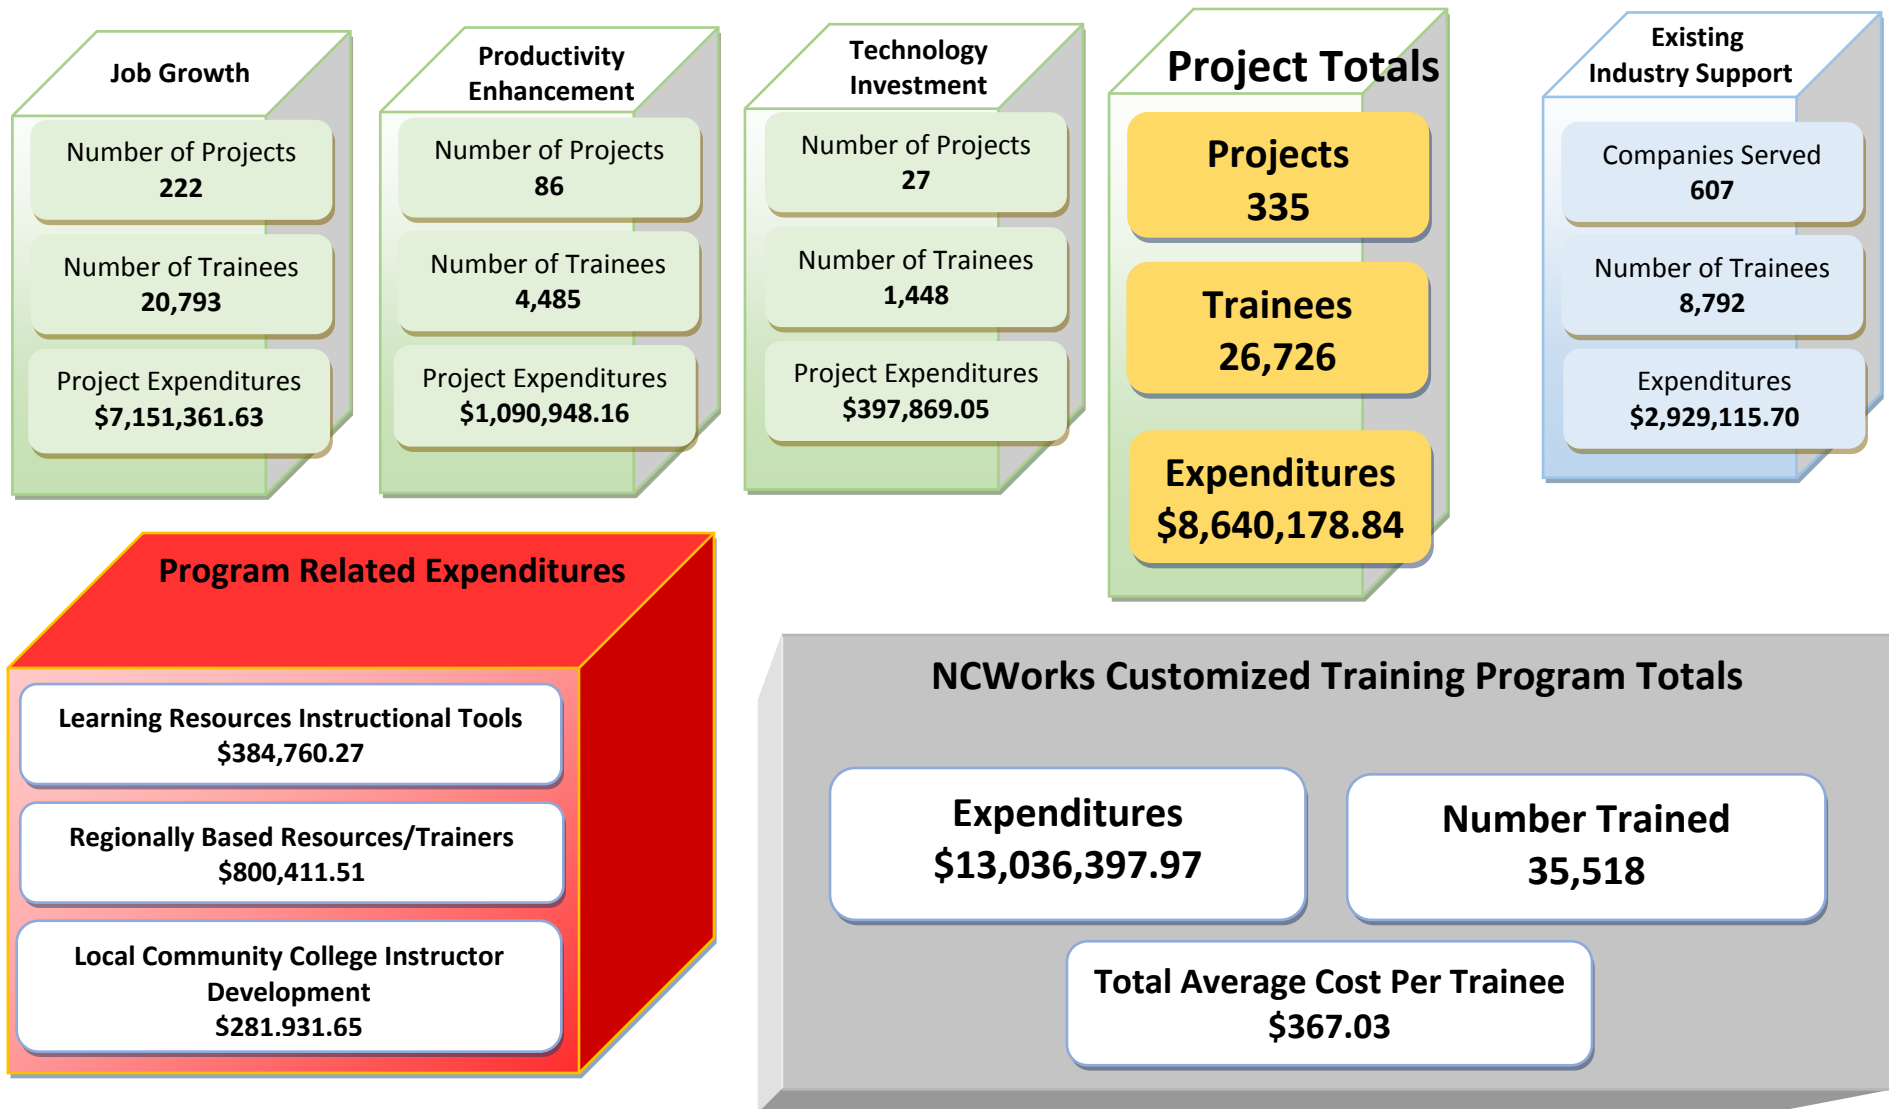 Job Growth
Number of Projects
222
Number of Trainees
20,793
Project Expenditures
$7,151,361.63
Productivity
Enhancement
Number of Projects
86
Number of Trainees
4,485
Project Expenditures
$1,090,948.16
Technology
Investment
Number of Projects
27
Number of Trainees
1,448
Project Expenditures
$397,869.05
Project Totals
Projects
335
Trainees
26,726
Expenditures
$8,640,178.84
Existing
Industry Support
Companies Served
607
Number of Trainees
8,792
Expenditures
$2,929,115.70
Program Related Expenditures
Learning Resources Instructional Tools
$384,760.27
Regionally Based Resources/Trainers
$800,411.51
Local Community College Instructor
Development
$281.931.65
NCWorks Customized Training Program Totals
Expenditures
$13,036,397.97
Number Trained
35,518
Total Average Cost Per Trainee
$367.03